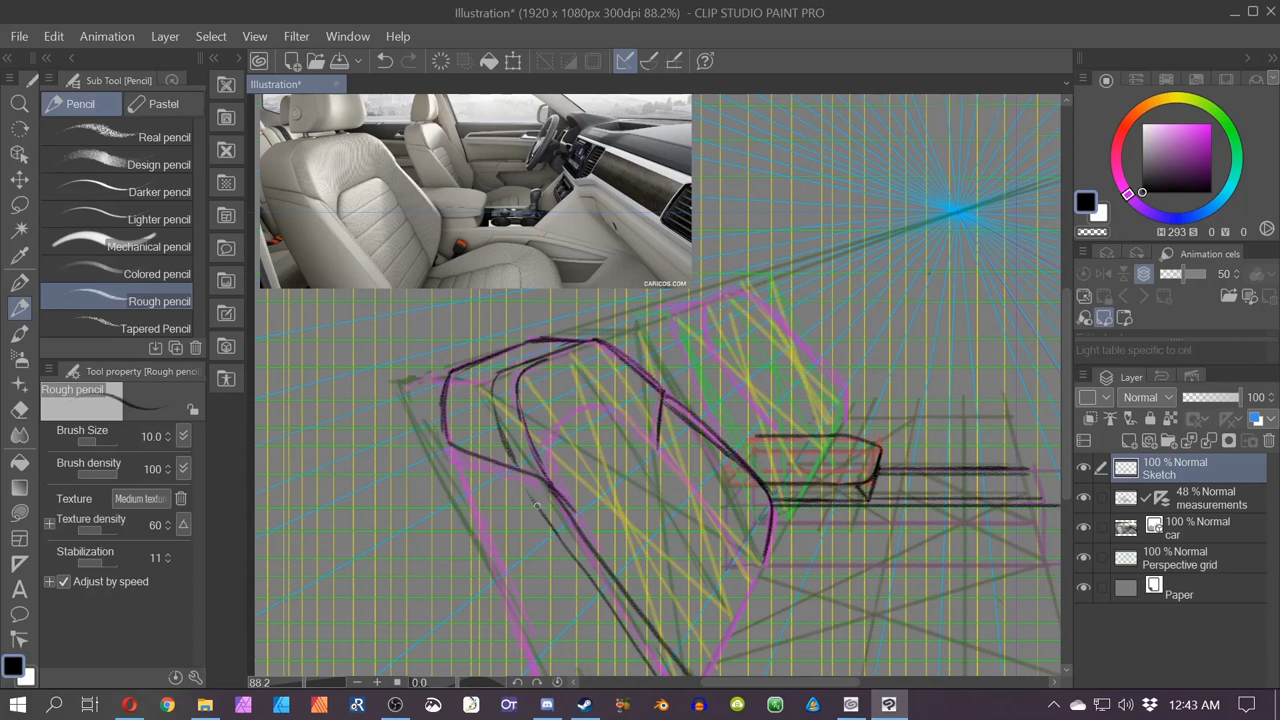 Illustration* (1920 x 1080px 300dpi 88.2%) - CLIP STUDIO PAINT PRO
File Edit Animation Layer Select View Filter Window Help
Sub Tool [Pencil]
Illustration*
Pencil Pastel
Real pencil
Design pencil
Darker pencil
Lighter pencil
Mechanical pencil
Colored pencil
Rough pencil
Tapered Pencil
Tool property [Rough pencil]
Rough pencil
Brush Size 10.0
Brush density 100
Texture Medium textur
Texture density 60
Stabilization 11
Adjust by speed
CARICOS.COM
H 293 S 0 V 0
Animation cels
50
Light table specific to cel
Layer
Normal 100
100 % Normal
Sketch
48 % Normal
measurements
100 % Normal
car
100 % Normal
Perspective grid
Paper
88.2 0.0
12:43 AM